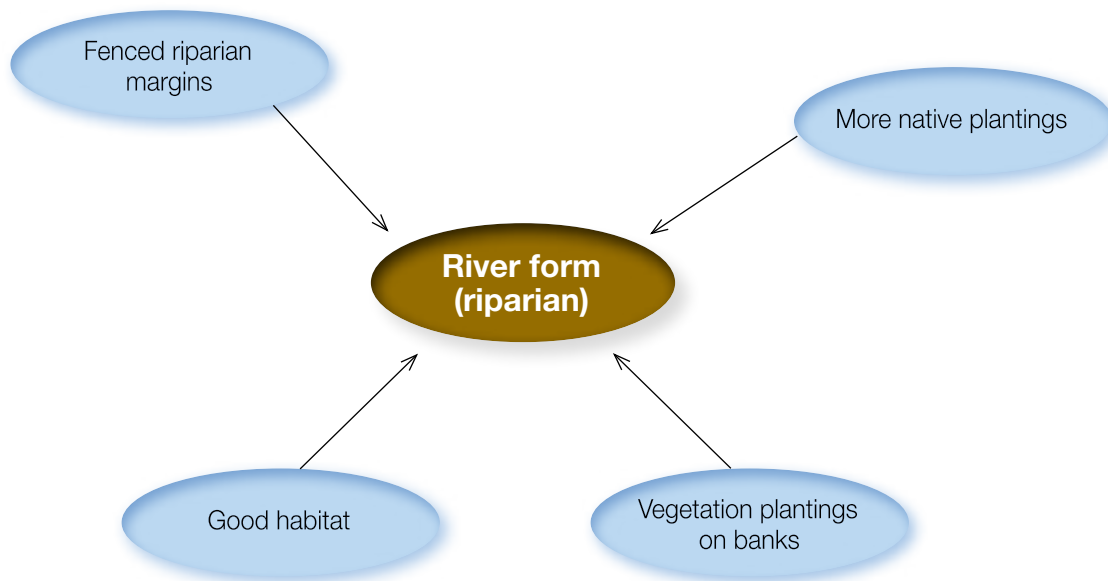 Fenced riparian
margins
More native plantings
River form
(riparian)
Good habitat
Vegetation plantings
on banks